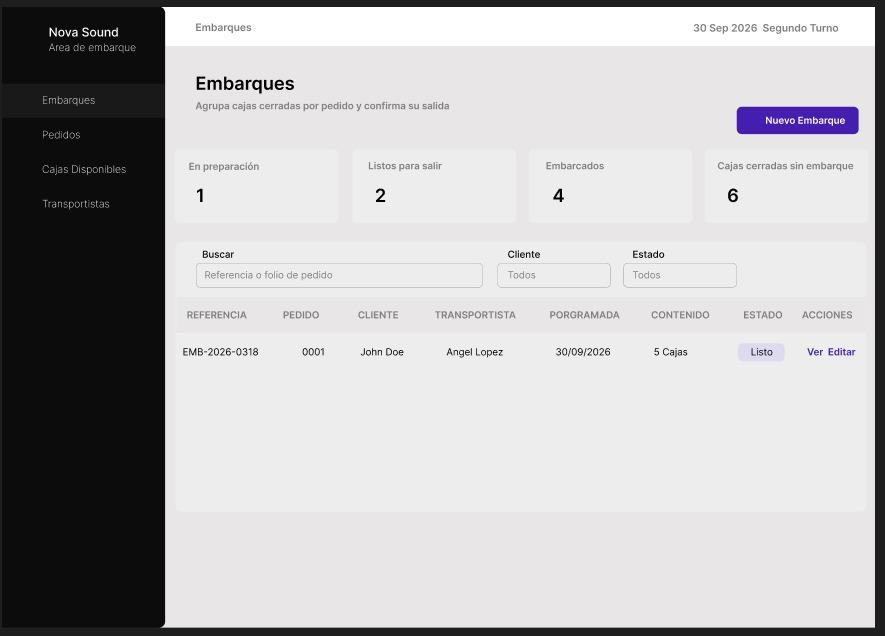 Nova Sound
Area de embarque
Embarques
Pedidos
Cajas Disponibles
Transportistas
Embarques
30 Sep 2026 Segundo Turno
Embarques
Agrupa cajas cerradas por pedido y confirma su salida
Nuevo Embarque
En preparación
1
Listos para salir
2
Embarcados
4
Cajas cerradas sin embarque
6
Buscar
Referencia o folio de pedido
Cliente
Todos
Estado
Todos
REFERENCIA PEDIDO CLIENTE TRANSPORTISTA PORGRAMADA CONTENIDO ESTADO ACCIONES
EMB-2026-0318 0001 John Doe Angel Lopez 30/09/2026 5 Cajas Listo Ver Editar